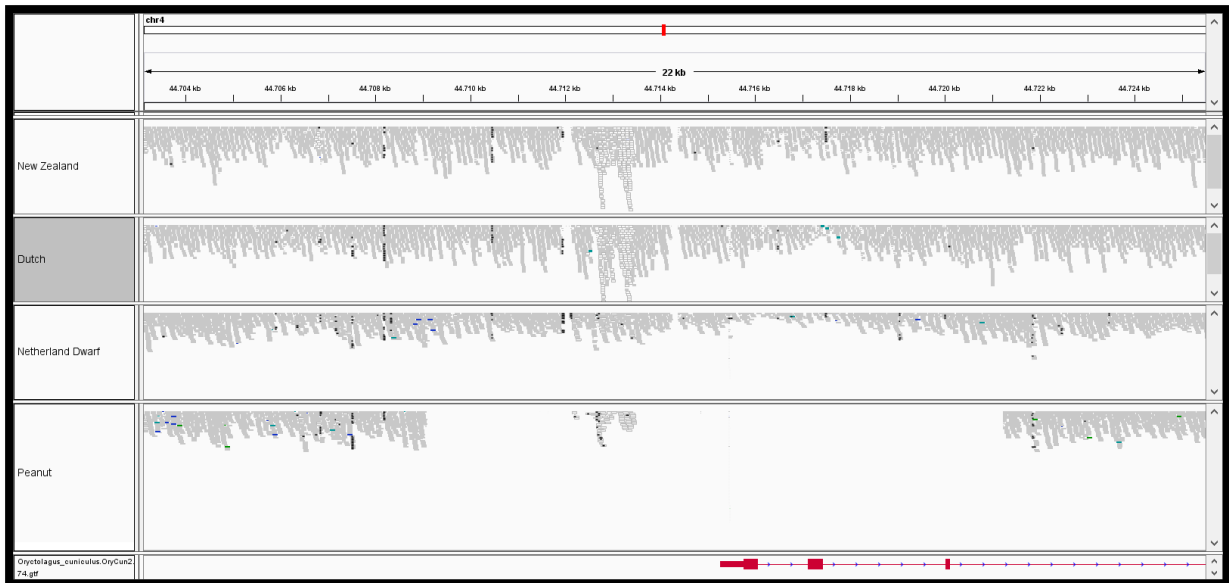 chr4
22 kb
44.704 kb 44.706 kb 44.708 kb 44.710 kb 44.712 kb 44.714 kb 44.716 kb 44.718 kb 44.720 kb 44.722 kb 44.724 kb
New Zealand
Dutch
Netherland Dwarf
Peanut
Oryctolagus_cuniculus.OryCun2.
74.gtf